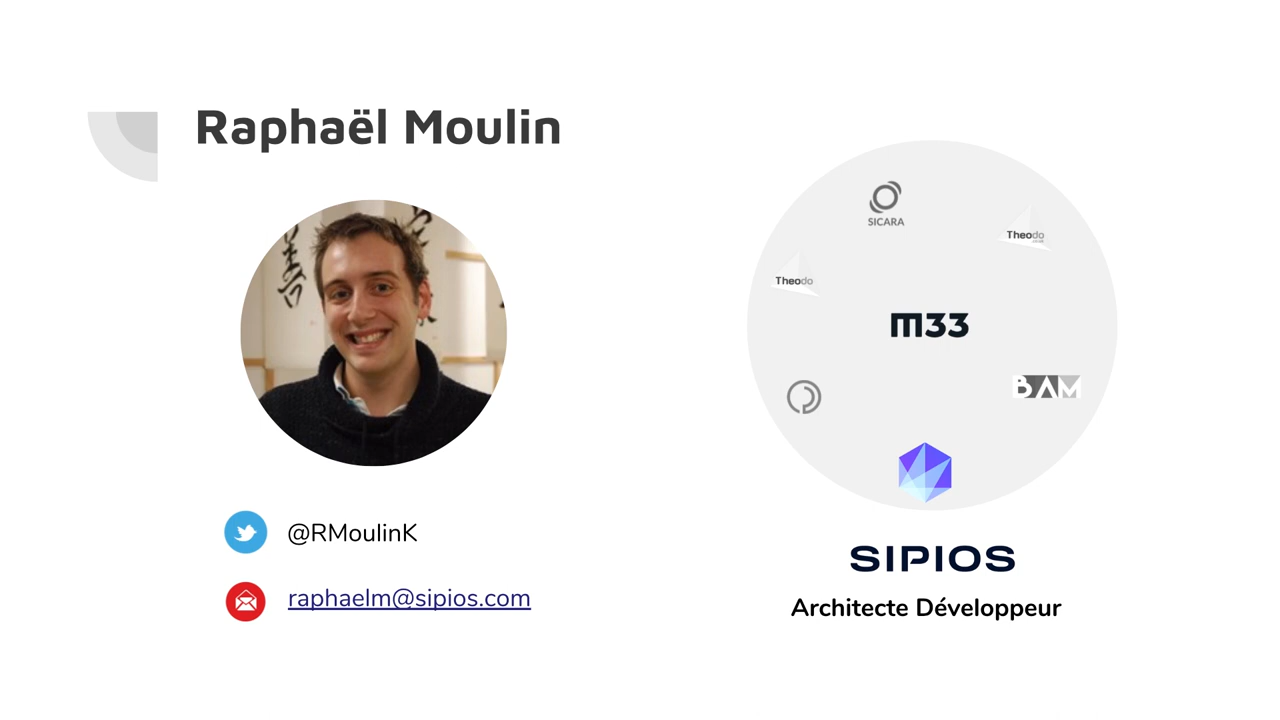 Raphaël Moulin
@RMoulinK
raphaelm@sipios.com
SICARA
Theodo
Theodo
m33
BAM
SIPIOS
Architecte Développeur